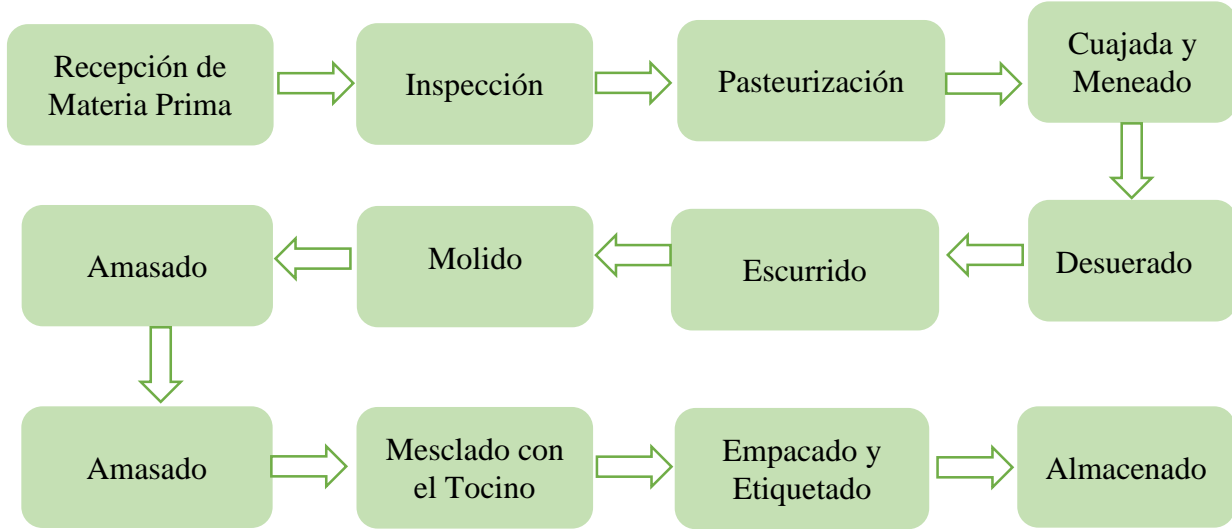 Recepción de
Materia Prima
Inspección
Pasteurización
Cuajada y
Meneado
Desuerado
Escurrido
Molido
Amasado
Amasado
Mesclado con
el Tocino
Empacado y
Etiquetado
Almacenado